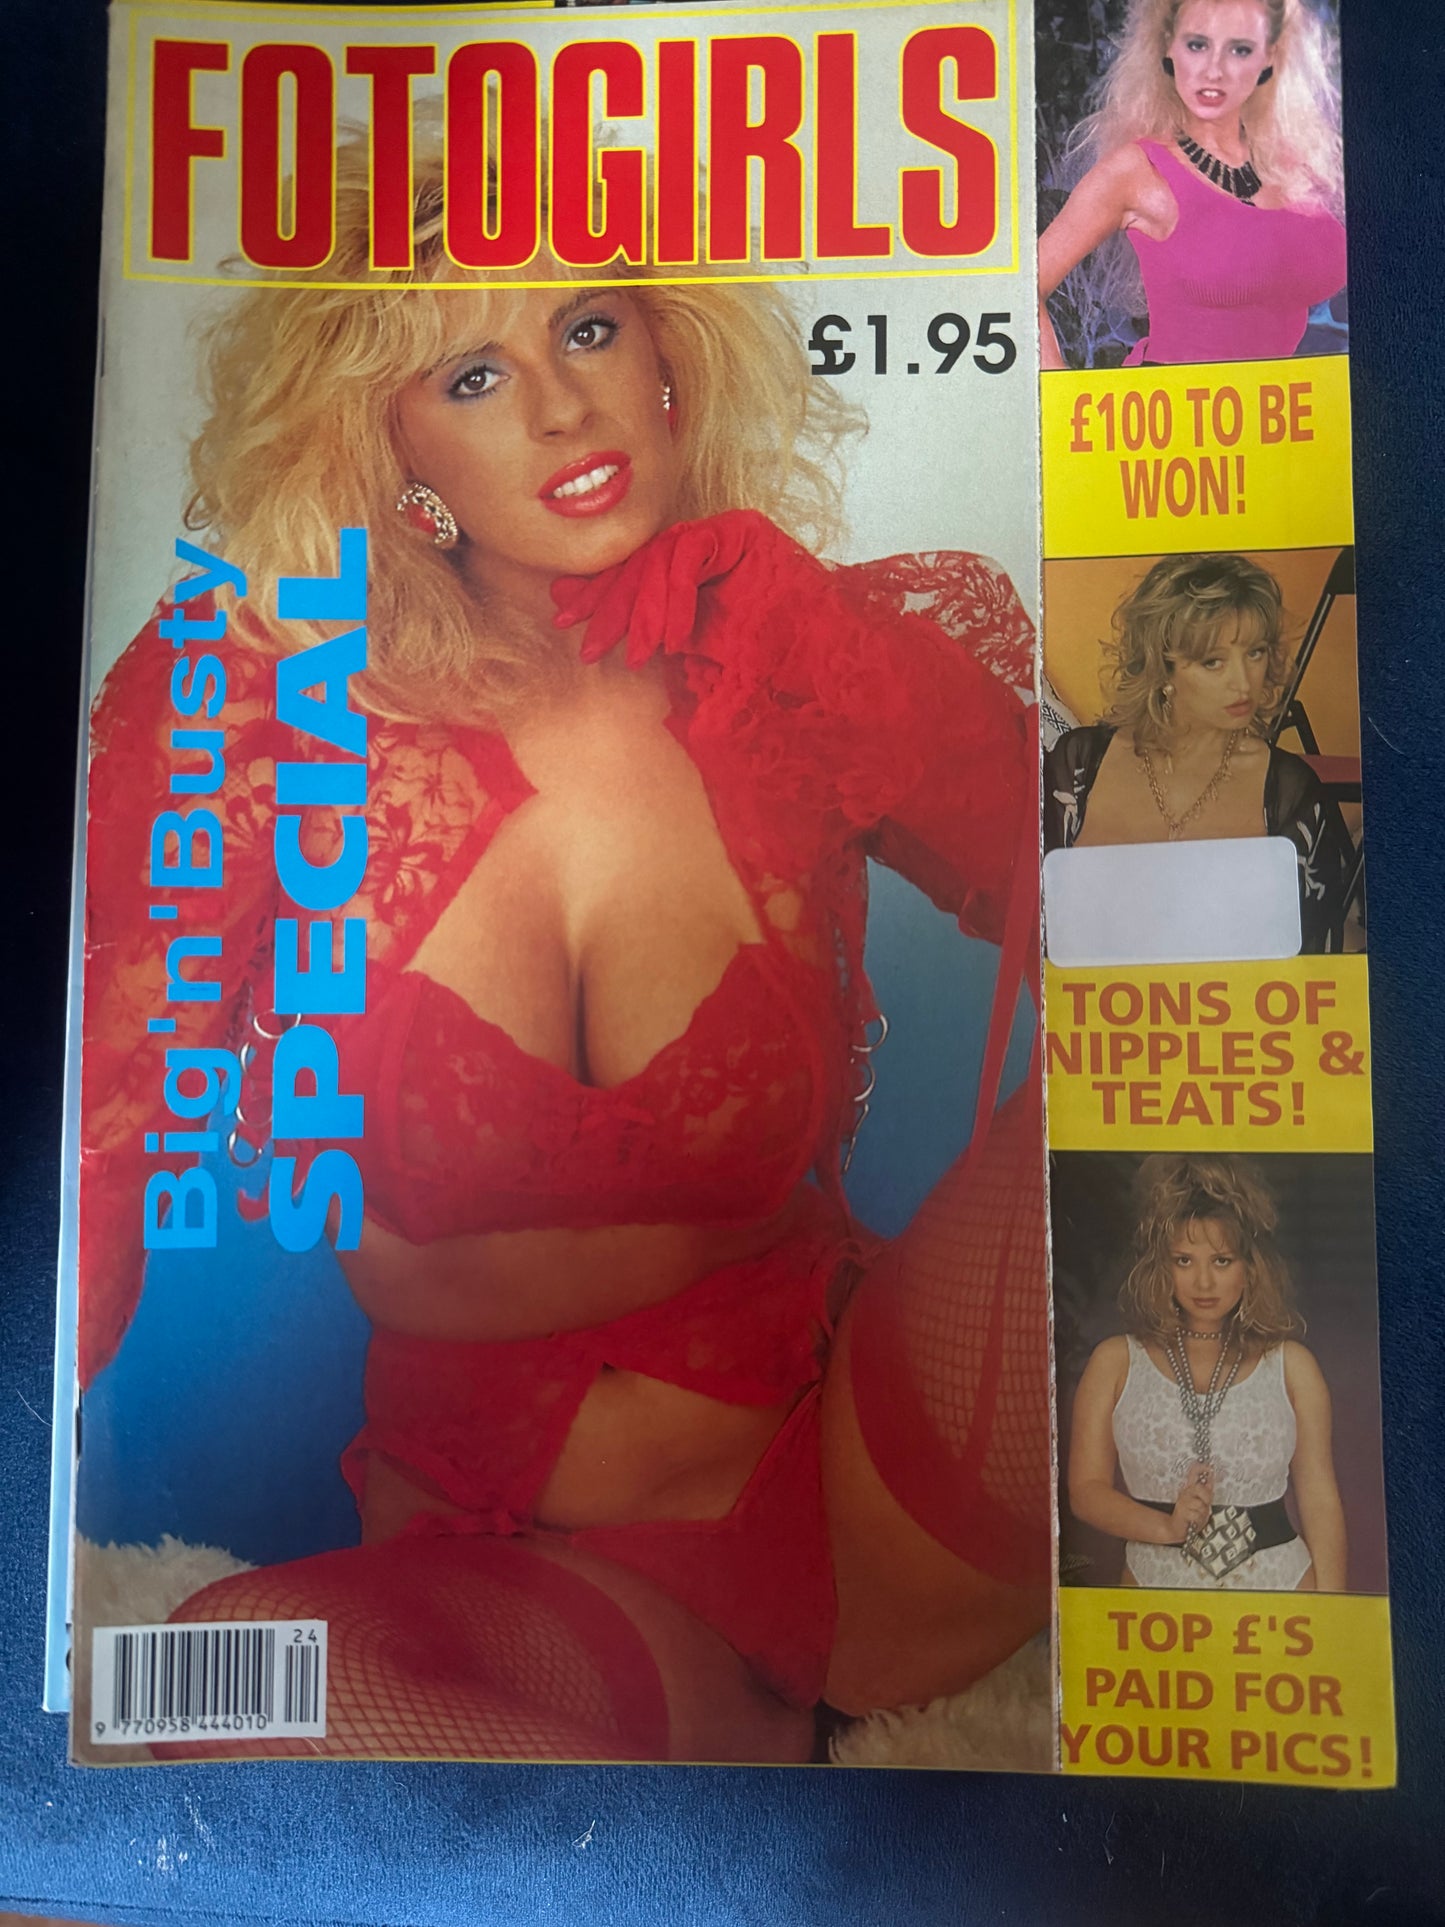 FOTOGIRLS
£1.95
Big'n'Busty
SPECIAL
24
9 770958 444010
£100 TO BE
WON!
TONS OF
NIPPLES &
TEATS!
TOP £'S
PAID FOR
YOUR PICS!